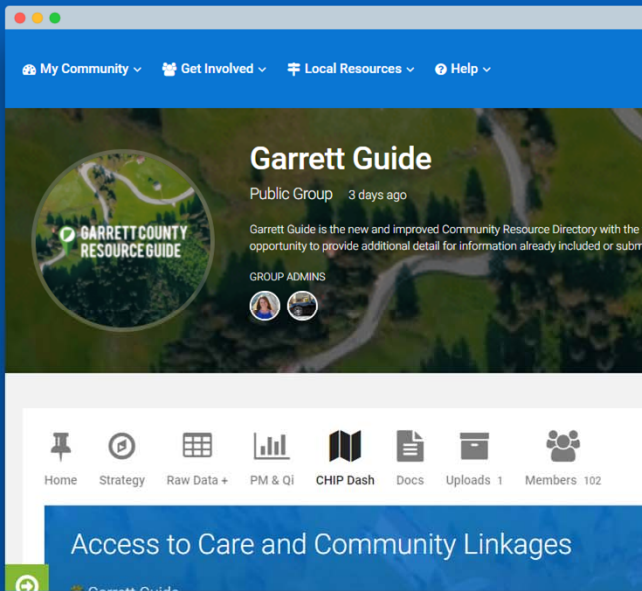 My Community Get Involved Local Resources Help
Garrett Guide
Public Group 3 days ago
Garrett Guide is the new and improved Community Resource Directory with the
opportunity to provide additional detail for information already included or
GROUP ADMINS
GARRETT COUNTY
RESOURCE GUIDE
Home Strategy Raw Data + PM & Qi CHIP Dash Docs Uploads 1 Members 102
Access to Care and Community Linkages
Garrett Guide